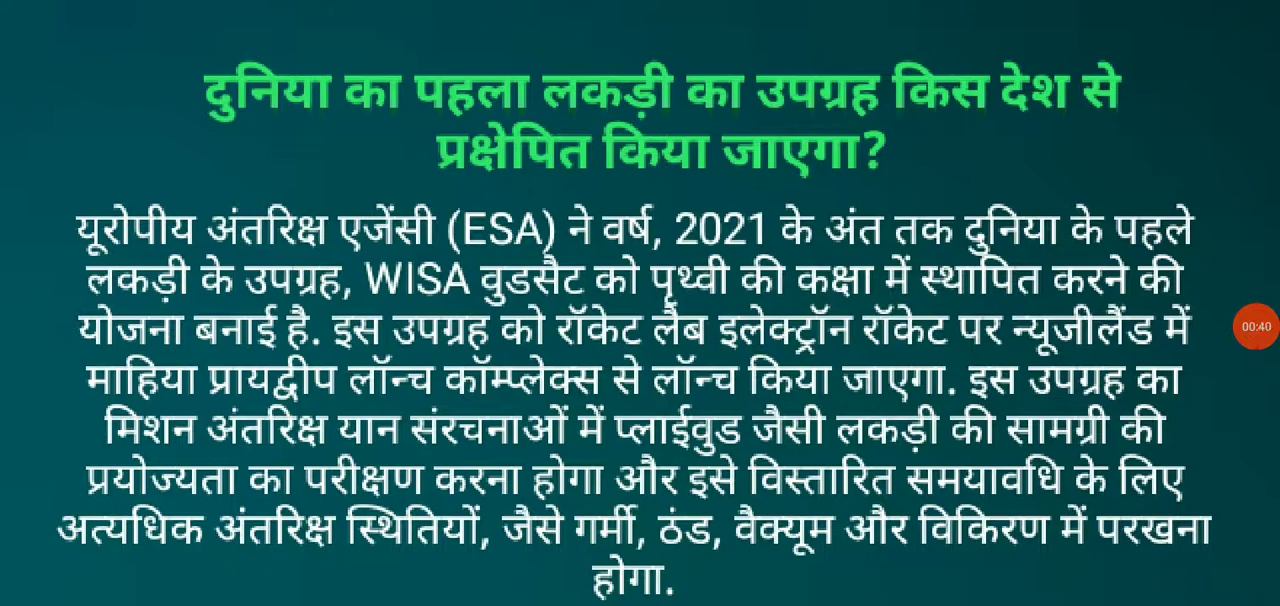 दुनिया का पहला लकड़ी का उपग्रह किस देश से
प्रक्षेपित किया जाएगा?
यूरोपीय अंतरिक्ष एजेंसी (ESA) ने वर्ष, 2021 के अंत तक दुनिया के पहले
लकड़ी के उपग्रह, WISA वुडसैट को पृथ्वी की कक्षा में स्थापित करने की
योजना बनाई है. इस उपग्रह को रॉकेट लैब इलेक्ट्रॉन रॉकेट पर न्यूजीलैंड में
माहिया प्रायद्वीप लॉन्च कॉम्प्लेक्स से लॉन्च किया जाएगा. इस उपग्रह का
मिशन अंतरिक्ष यान संरचनाओं में प्लाईवुड जैसी लकड़ी की सामग्री की
प्रयोज्यता का परीक्षण करना होगा और इसे विस्तारित समयावधि के लिए
अत्यधिक अंतरिक्ष स्थितियों, जैसे गर्मी, ठंड, वैक्यूम और विकिरण में परखना
होगा.
00:40